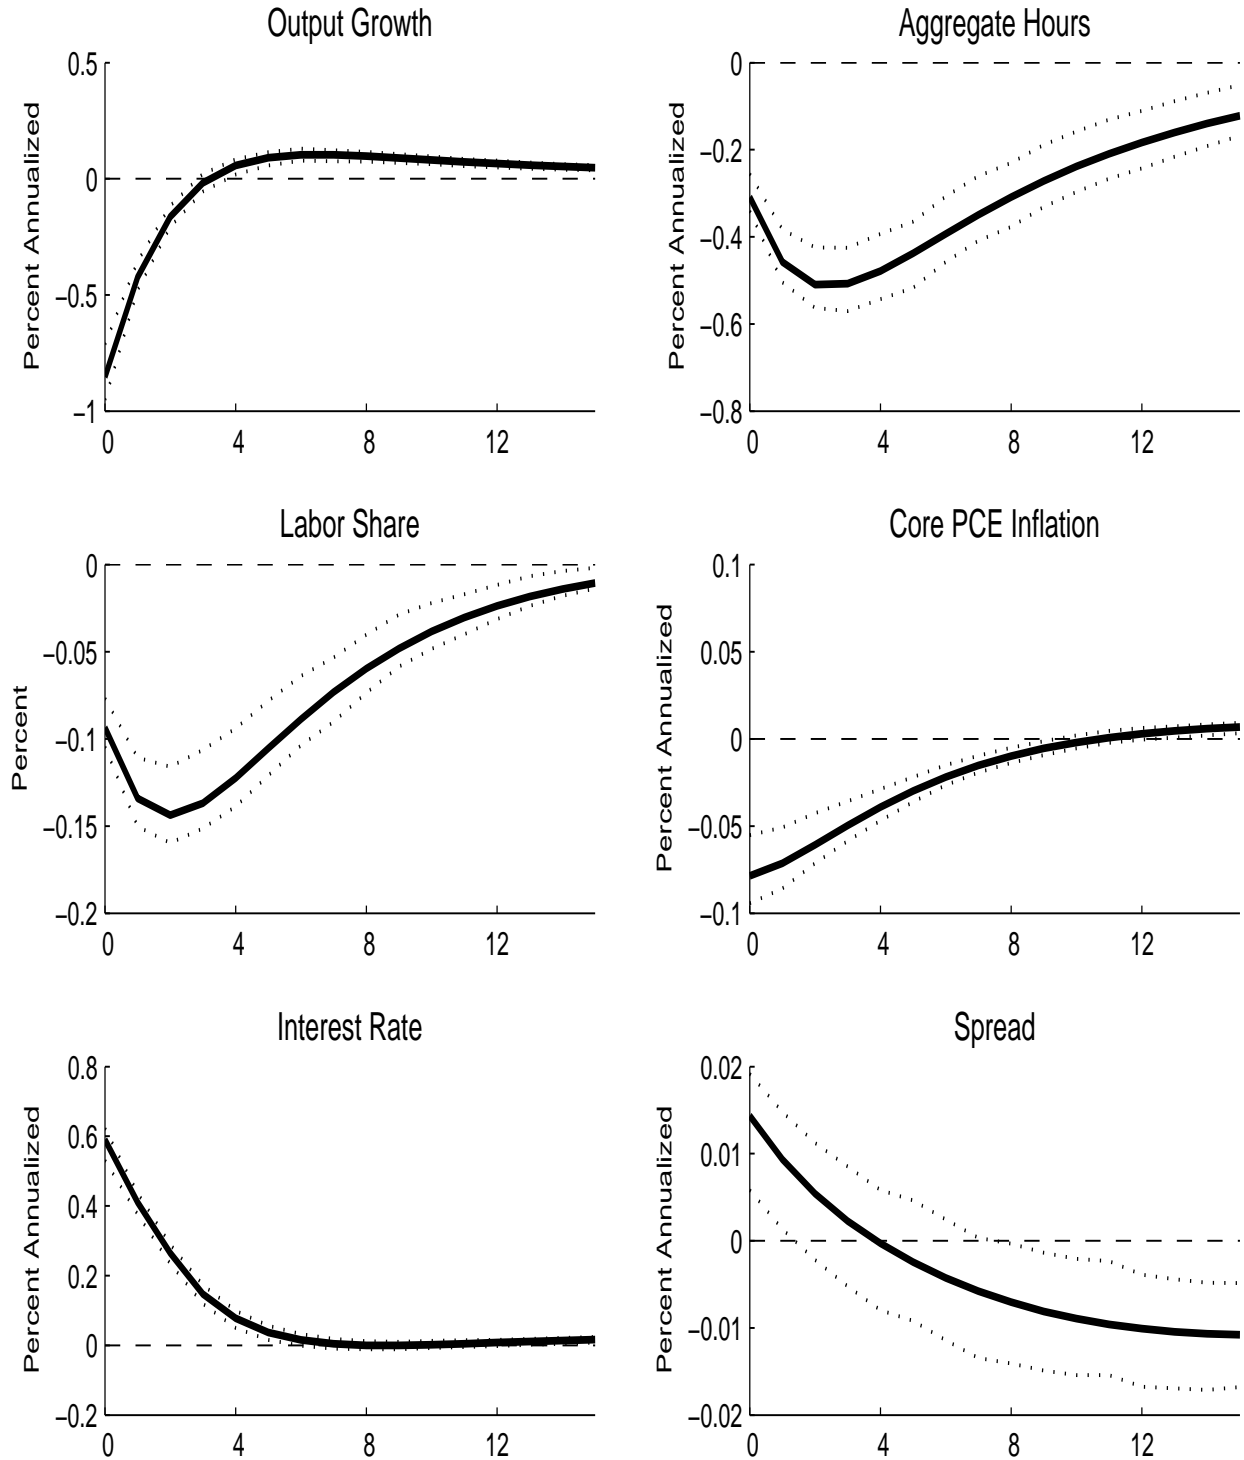 Output Growth
Percent Annualized
0.5
0
−0.5
−1
0 4 8 12
Aggregate Hours
Percent Annualized
0
−0.2
−0.4
−0.6
−0.8
0 4 8 12
Labor Share
Percent
0
−0.05
−0.1
−0.15
−0.2
0 4 8 12
Core PCE Inflation
Percent Annualized
0.1
0.05
0
−0.05
−0.1
0 4 8 12
Interest Rate
Percent Annualized
0.8
0.6
0.4
0.2
0
−0.2
0 4 8 12
Spread
Percent Annualized
0.02
0.01
0
−0.01
−0.02
0 4 8 12